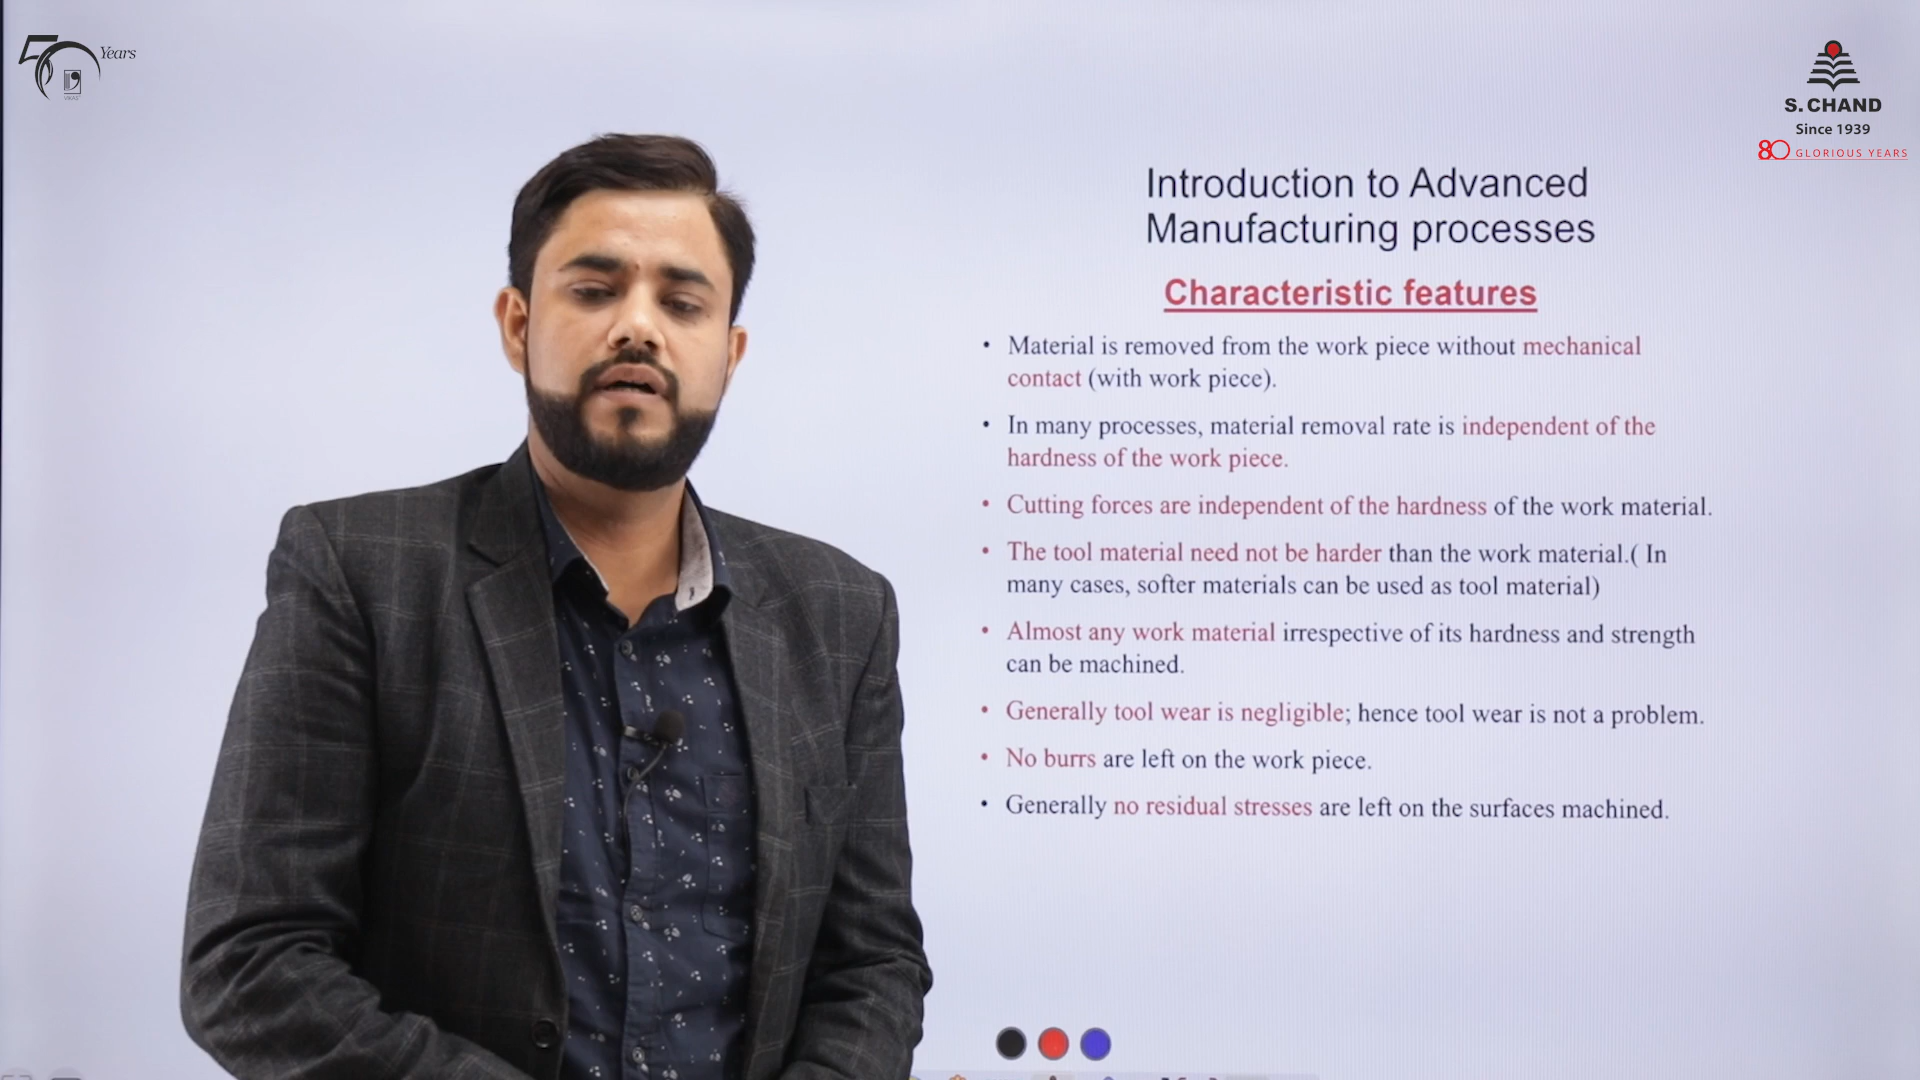 50 Years
VIKAS
S. CHAND
Since 1939
80 GLORIOUS YEARS
Introduction to Advanced
Manufacturing processes
Characteristic features
• Material is removed from the work piece without mechanical
contact (with work piece).
• In many processes, material removal rate is independent of the
hardness of the work piece.
• Cutting forces are independent of the hardness of the work material.
• The tool material need not be harder than the work material.( In
many cases, softer materials can be used as tool material)
• Almost any work material irrespective of its hardness and strength
can be machined.
• Generally tool wear is negligible; hence tool wear is not a problem.
• No burrs are left on the work piece.
• Generally no residual stresses are left on the surfaces machined.